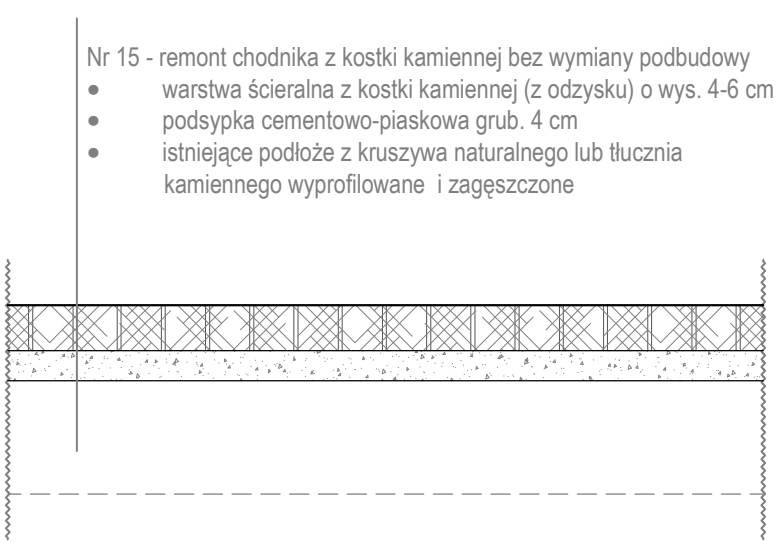 Nr 15 - remont chodnika z kostki kamiennej bez wymiany podbudowy
● warstwa ścieralna z kostki kamiennej (z odzysku) o wys. 4-6 cm
● podsypka cementowo-piaskowa grub. 4 cm
● istniejące podłoże z kruszywa naturalnego lub tłucznia
kamiennego wyprofilowane i zagęszczone